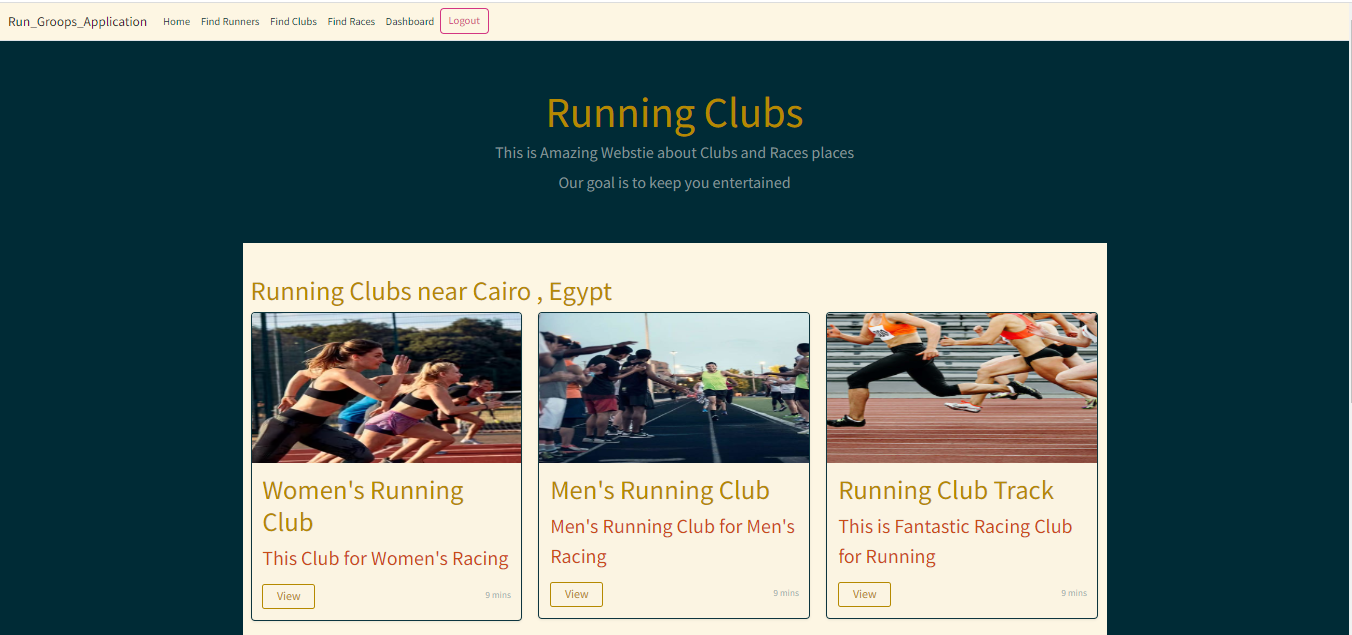 Run_Groops_Application Home Find Runners Find Clubs Find Races Dashboard Logout
Running Clubs
This is Amazing Webstie about Clubs and Races places
Our goal is to keep you entertained
Running Clubs near Cairo , Egypt
Women's Running
Club
This Club for Women's Racing
View 9 mins
Men's Running Club
Men's Running Club for Men's
Racing
View 9 mins
Running Club Track
This is Fantastic Racing Club
for Running
View 9 mins